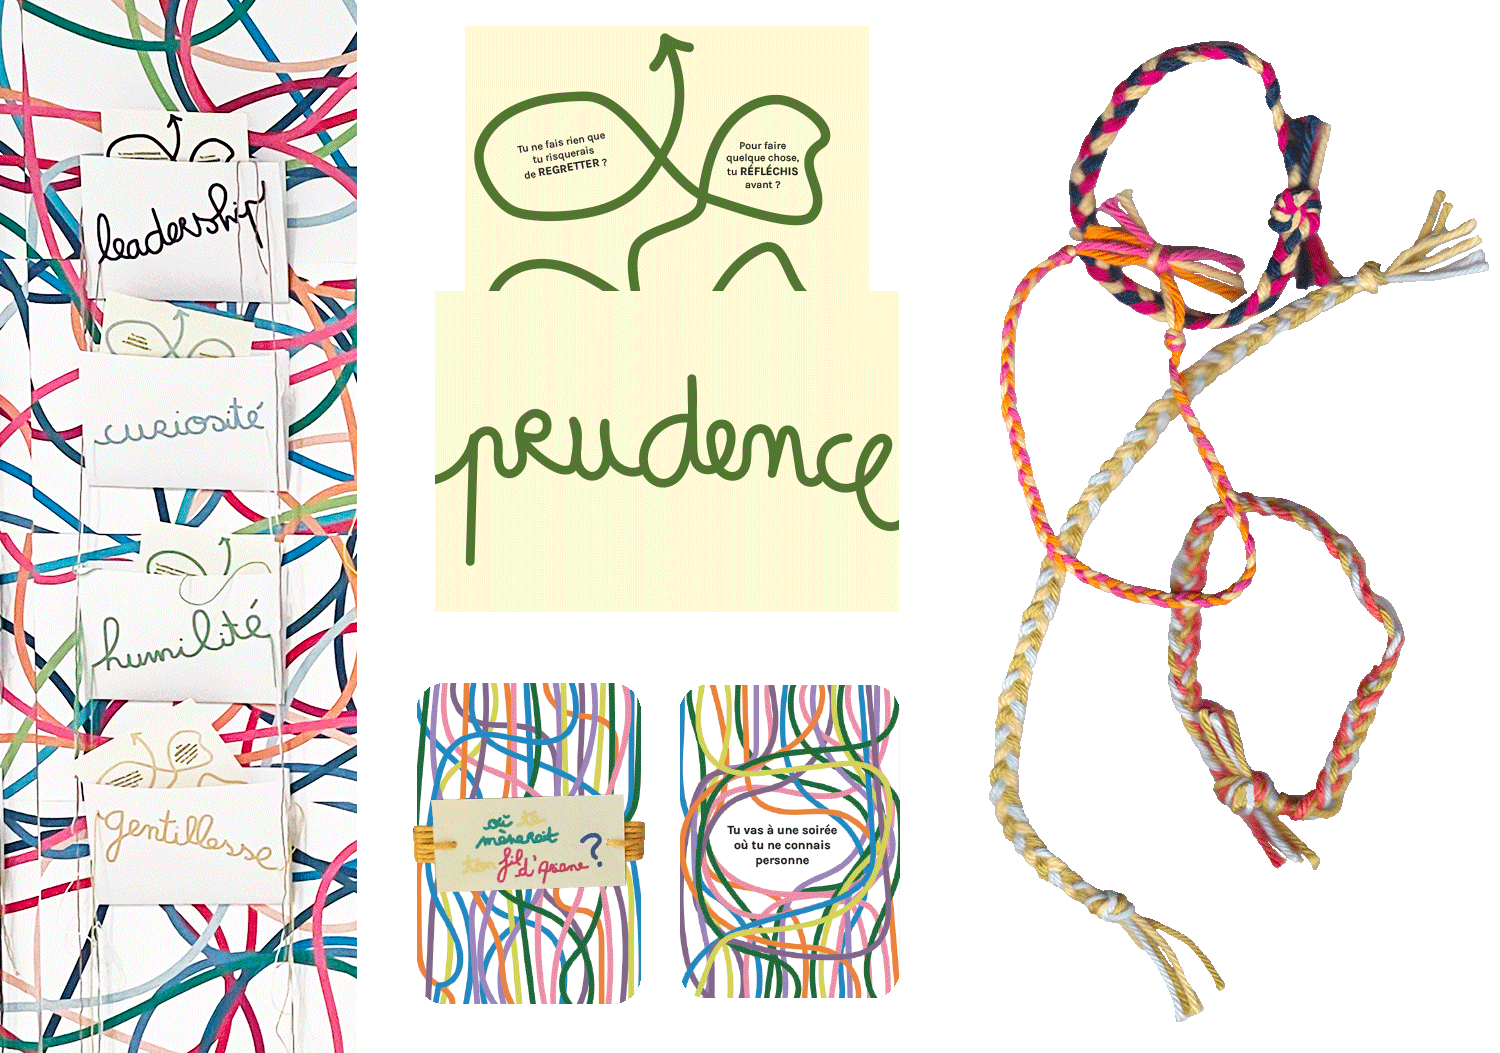 leadership
curiosité
humilité
gentillesse
Tu ne fais rien que
tu risquerais
de REGRETTER ?
Pour faire
quelque chose,
tu RÉFLÉCHIS
avant ?
prudence
où te
mènerait
ton fil
d'Ariane ?
Tu vas à une soirée
où tu ne connais
personne